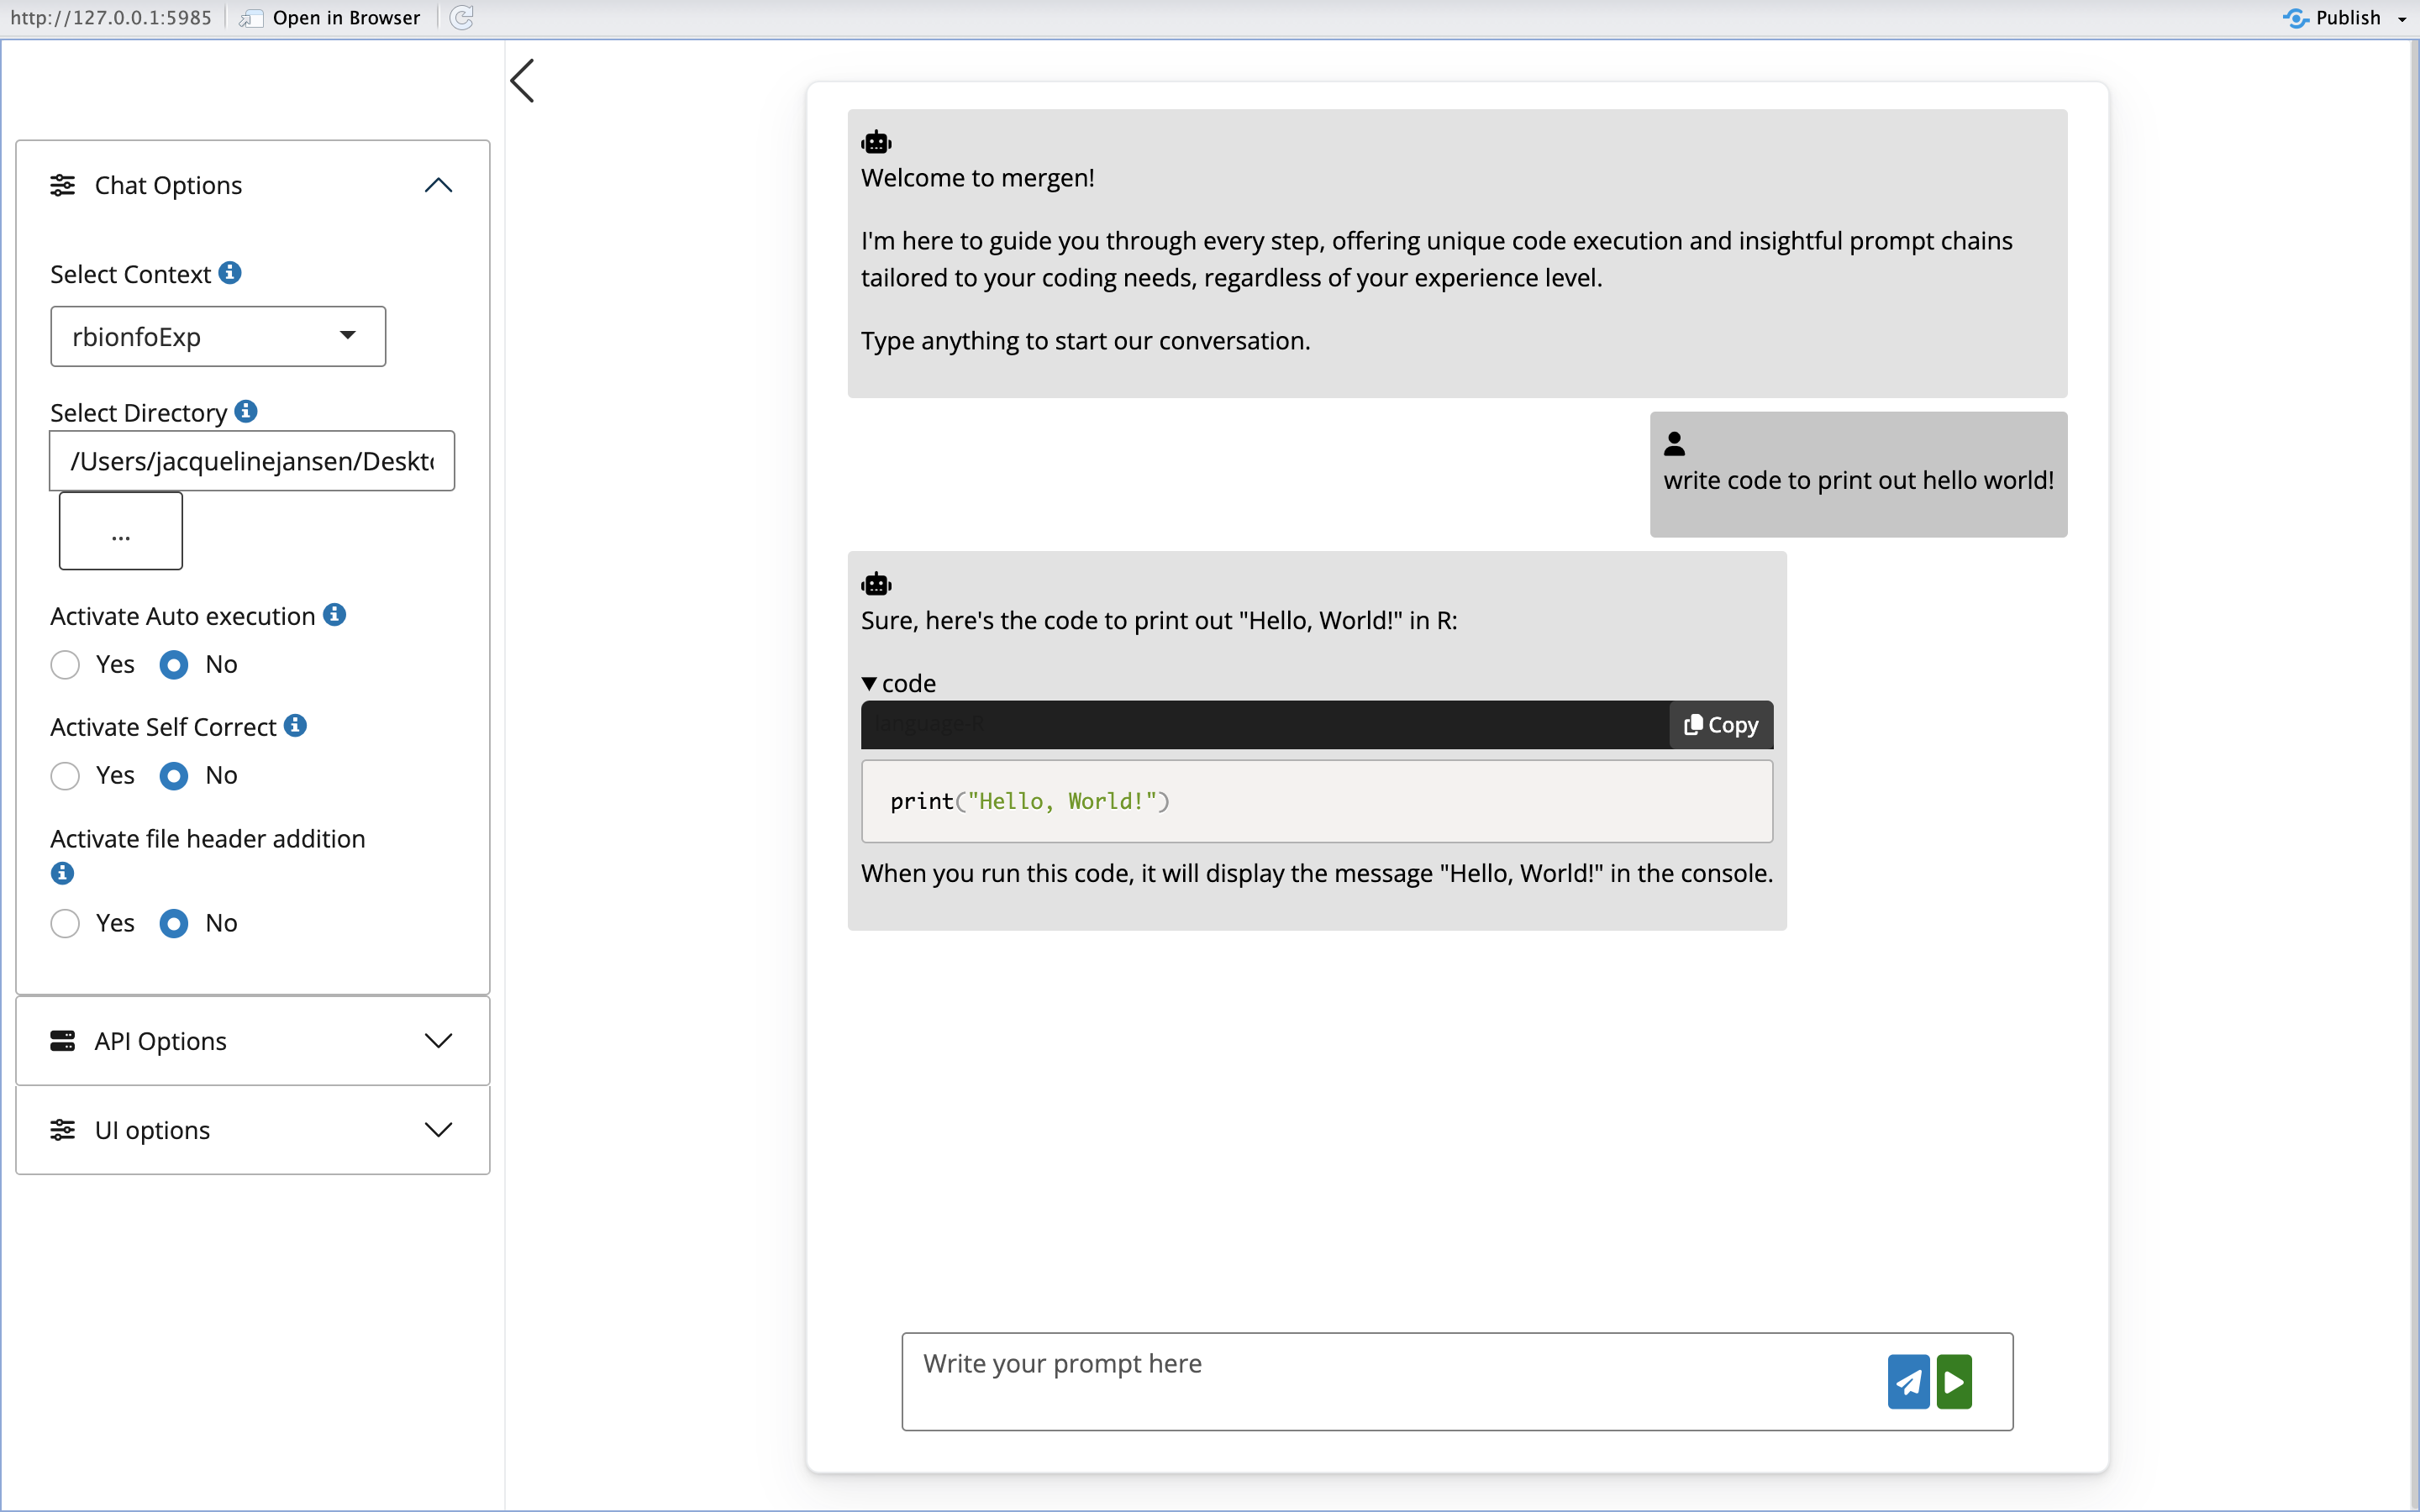 http://127.0.0.1:5985 Open in Browser Publish
Chat Options
Select Context
rbionfoExp
Select Directory
/Users/jacquelinejansen/Deskto
...
Activate Auto execution
Yes No
Activate Self Correct
Yes No
Activate file header addition
Yes No
API Options
UI options
Welcome to mergen!
I'm here to guide you through every step, offering unique code execution and insightful prompt chains
tailored to your coding needs, regardless of your experience level.
Type anything to start our conversation.
write code to print out hello world!
Sure, here's the code to print out "Hello, World!" in R:
code
language-R Copy
print("Hello, World!")
When you run this code, it will display the message "Hello, World!" in the console.
Write your prompt here